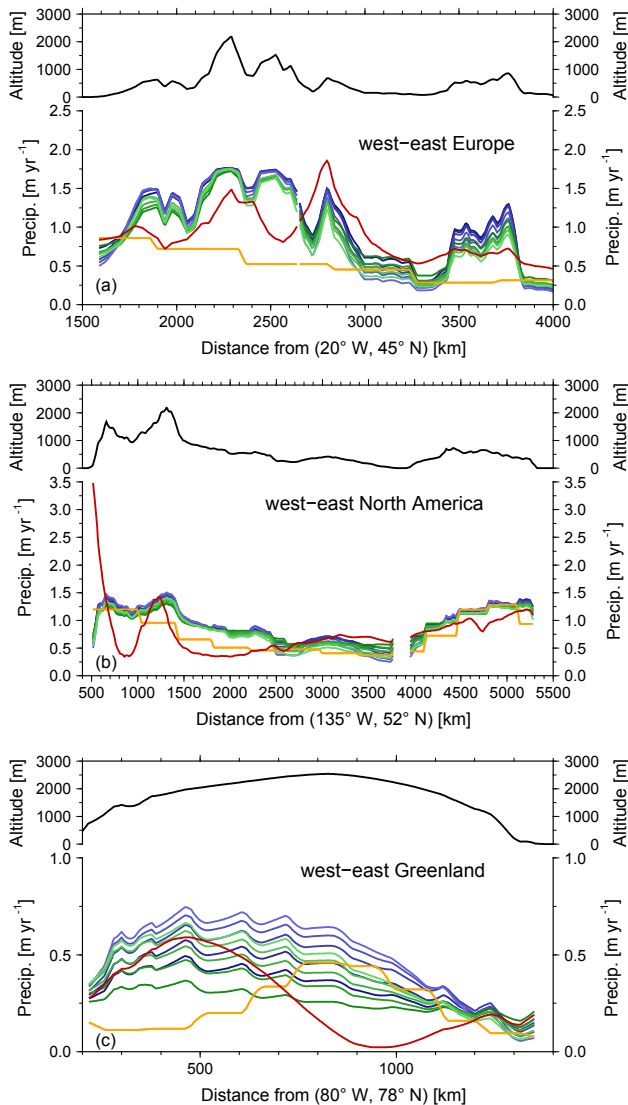 3000
2000
1000
0
Altitude [m]
3000
2000
1000
0
Altitude [m]
west−east Europe
2.5
2.0
1.5
1.0
0.5
0.0
Precip. [m yr⁻¹]
2.5
2.0
1.5
1.0
0.5
0.0
Precip. [m yr⁻¹]
(a)
1500 2000 2500 3000 3500 4000
Distance from (20° W, 45° N) [km]
3000
2000
1000
0
Altitude [m]
3000
2000
1000
0
Altitude [m]
west−east North America
3.5
3.0
2.5
2.0
1.5
1.0
0.5
0.0
Precip. [m yr⁻¹]
3.5
3.0
2.5
2.0
1.5
1.0
0.5
0.0
Precip. [m yr⁻¹]
(b)
500 1000 1500 2000 2500 3000 3500 4000 4500 5000 5500
Distance from (135° W, 52° N) [km]
3000
2000
1000
0
Altitude [m]
3000
2000
1000
0
Altitude [m]
west−east Greenland
1.0
0.5
0.0
Precip. [m yr⁻¹]
1.0
0.5
0.0
Precip. [m yr⁻¹]
(c)
500 1000
Distance from (80° W, 78° N) [km]